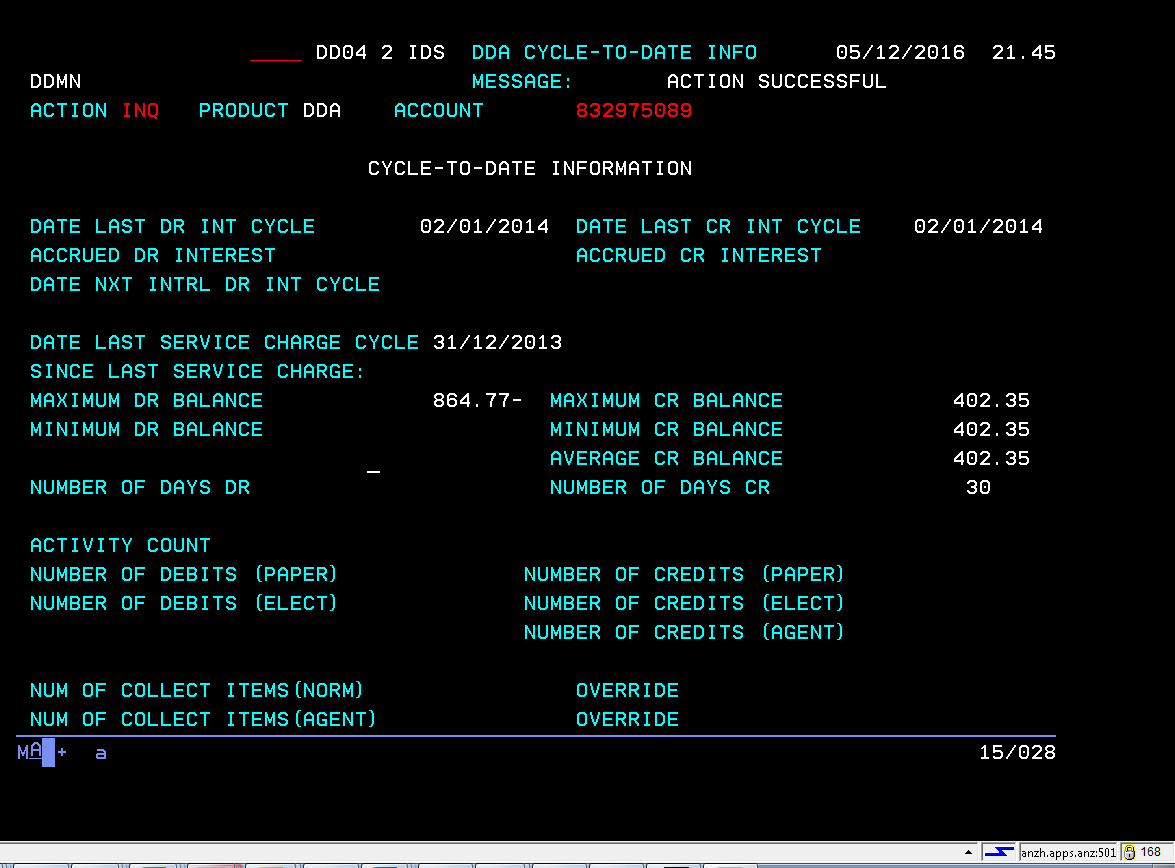 DD04 2 IDS DDA CYCLE-TO-DATE INFO 05/12/2016 21.45
DDMN MESSAGE: ACTION SUCCESSFUL
ACTION INQ PRODUCT DDA ACCOUNT 832975089
CYCLE-TO-DATE INFORMATION
DATE LAST DR INT CYCLE 02/01/2014 DATE LAST CR INT CYCLE 02/01/2014
ACCRUED DR INTEREST ACCRUED CR INTEREST
DATE NXT INTRL DR INT CYCLE
DATE LAST SERVICE CHARGE CYCLE 31/12/2013
SINCE LAST SERVICE CHARGE:
MAXIMUM DR BALANCE 864.77- MAXIMUM CR BALANCE 402.35
MINIMUM DR BALANCE MINIMUM CR BALANCE 402.35
AVERAGE CR BALANCE 402.35
NUMBER OF DAYS DR NUMBER OF DAYS CR 30
ACTIVITY COUNT
NUMBER OF DEBITS (PAPER) NUMBER OF CREDITS (PAPER)
NUMBER OF DEBITS (ELECT) NUMBER OF CREDITS (ELECT)
NUMBER OF CREDITS (AGENT)
NUM OF COLLECT ITEMS(NORM) OVERRIDE
NUM OF COLLECT ITEMS(AGENT) OVERRIDE
MA + a 15/028
anzh.apps.anz:501 168